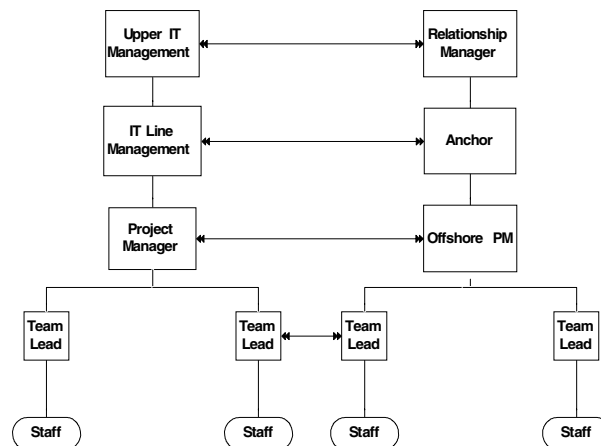 Upper IT
Management
Relationship
Manager
IT Line
Management
Anchor
Project
Manager
Offshore PM
Team
Lead
Team
Lead
Team
Lead
Team
Lead
Staff
Staff
Staff
Staff